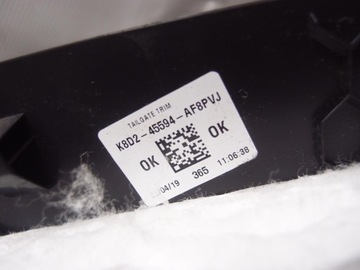 TAILGATE TRIM
K8D2-45594-AF8PVJ
OK OK
04/19 365 11:06:38